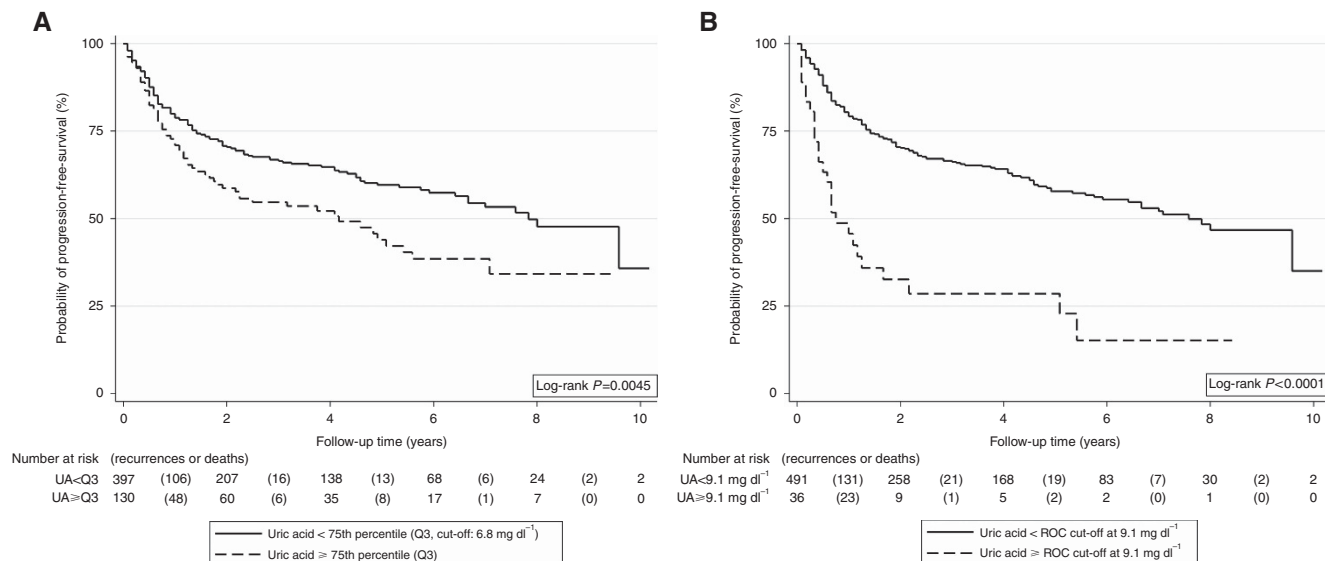 A
100
75
50
25
0
Probability of progression-free-survival (%)
Log-rank P=0.0045
0 2 4 6 8 10
Follow-up time (years)
Number at risk (recurrences or deaths)
UA<Q3 397 (106) 207 (16) 138 (13) 68 (6) 24 (2) 2
UA≥Q3 130 (48) 60 (6) 35 (8) 17 (1) 7 (0) 0
Uric acid < 75th percentile (Q3, cut-off: 6.8 mg dl⁻¹)
Uric acid ≥ 75th percentile (Q3)
B
100
75
50
25
0
Probability of progression-free-survival (%)
Log-rank P<0.0001
0 2 4 6 8 10
Follow-up time (years)
Number at risk (recurrences or deaths)
UA<9.1 mg dl⁻¹ 491 (131) 258 (21) 168 (19) 83 (7) 30 (2) 2
UA≥9.1 mg dl⁻¹ 36 (23) 9 (1) 5 (2) 2 (0) 1 (0) 0
Uric acid < ROC cut-off at 9.1 mg dl⁻¹
Uric acid ≥ ROC cut-off at 9.1 mg dl⁻¹